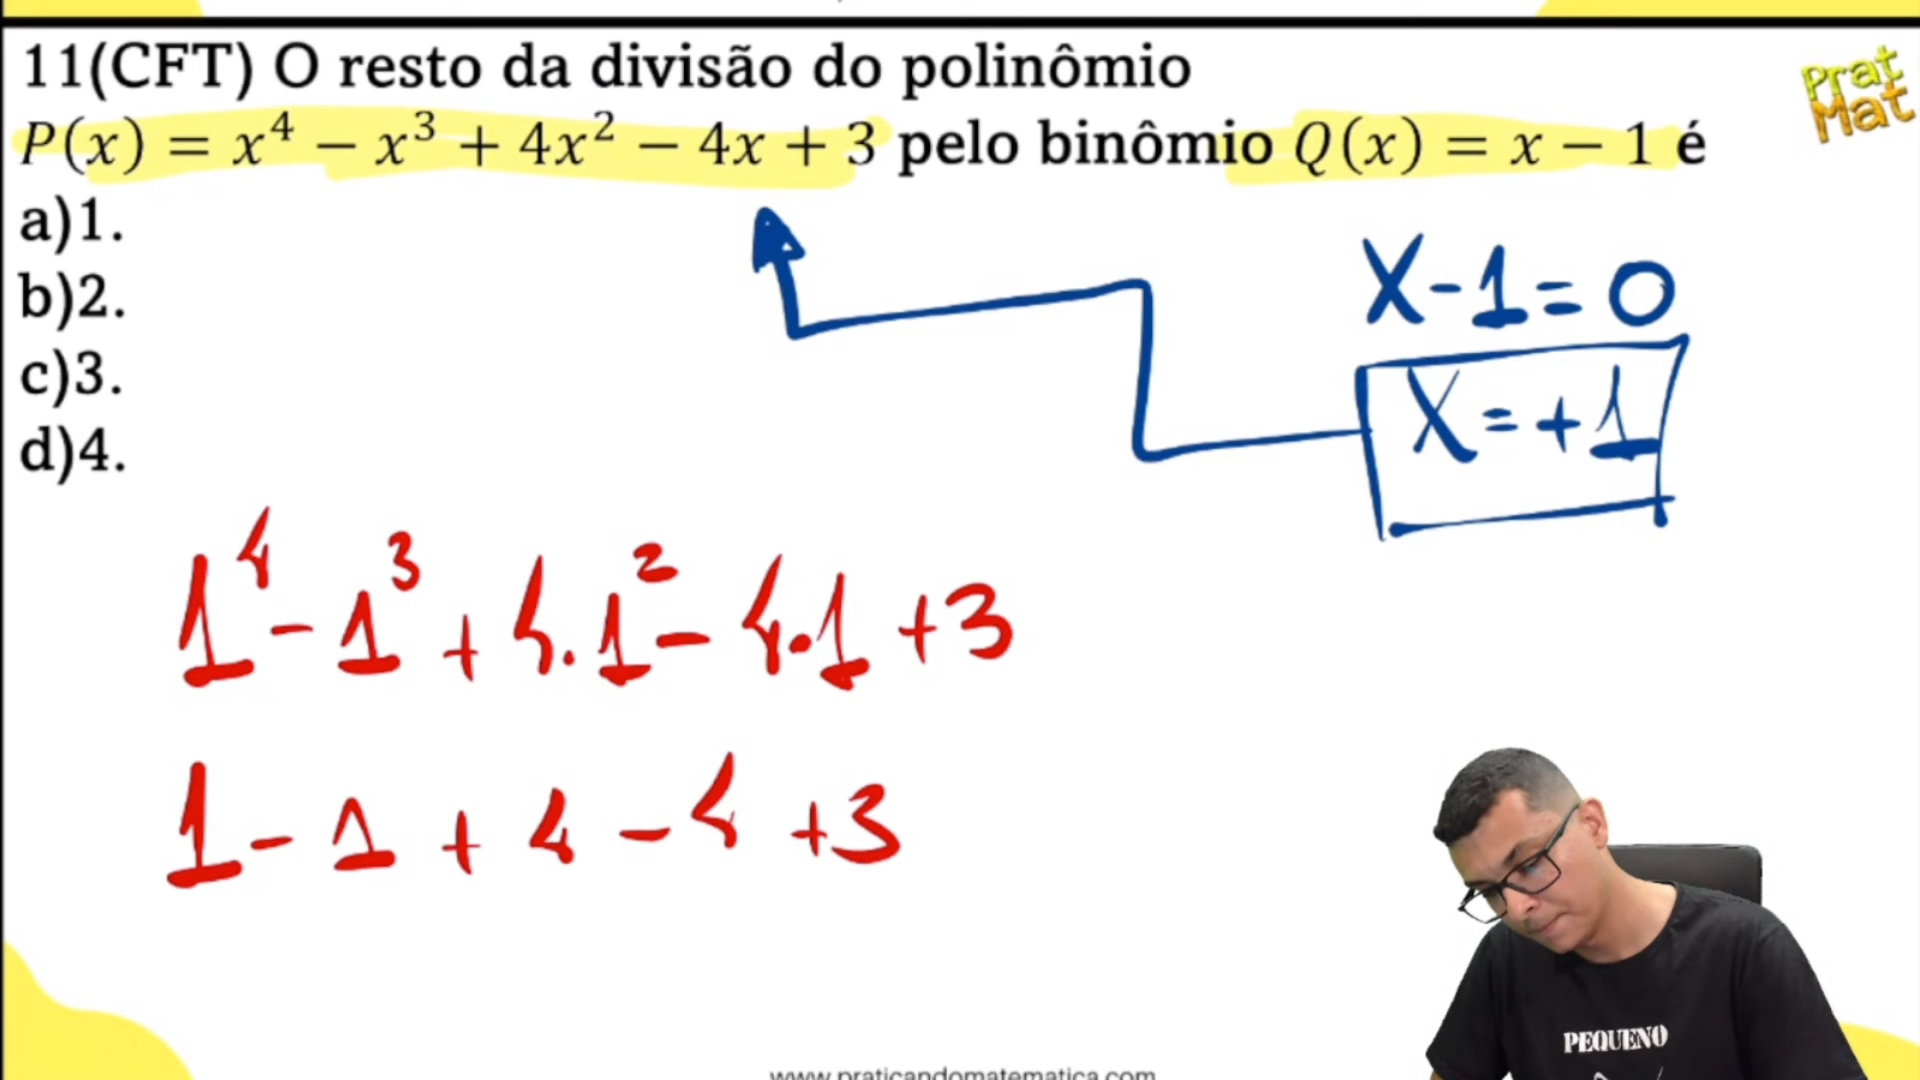 11(CFT) O resto da divisão do polinômio
P(x) = x⁴ − x³ + 4x² − 4x + 3 pelo binômio Q(x) = x − 1 é
a)1.
b)2.
c)3.
d)4.
Prat
Mat
X-1=0
X=+1
1⁴ - 1³ + 4.1² - 4.1 +3
1 - 1 + 4 - 4 +3
PEQUENO
www.praticandomatematica.com